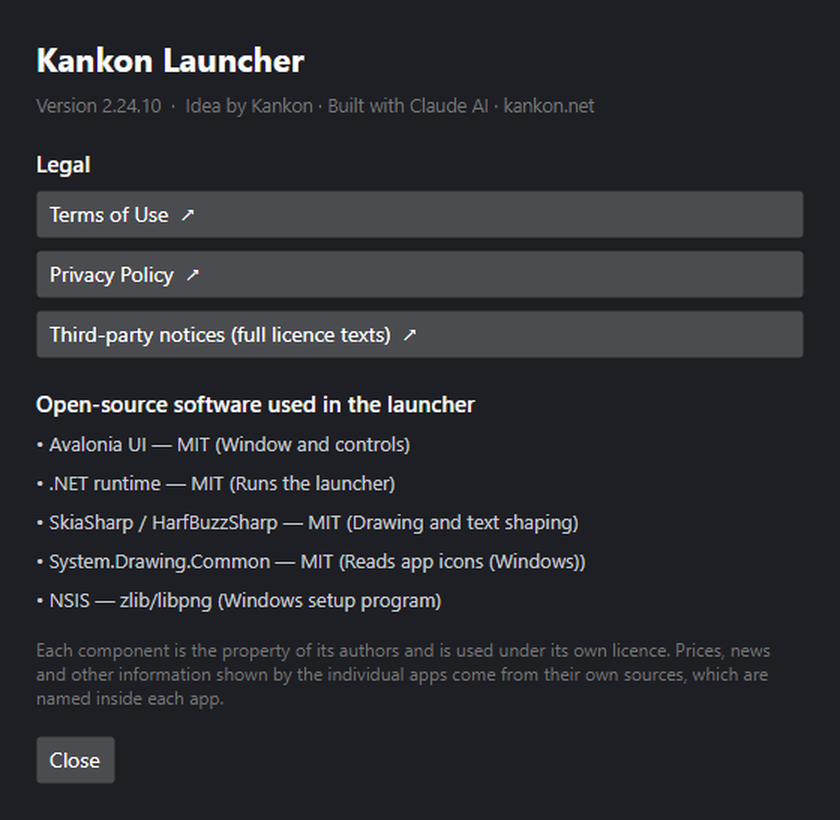 Kankon Launcher
Version 2.24.10 · Idea by Kankon · Built with Claude AI · kankon.net
Legal
Terms of Use ↗
Privacy Policy ↗
Third-party notices (full licence texts) ↗
Open-source software used in the launcher
• Avalonia UI — MIT (Window and controls)
• .NET runtime — MIT (Runs the launcher)
• SkiaSharp / HarfBuzzSharp — MIT (Drawing and text shaping)
• System.Drawing.Common — MIT (Reads app icons (Windows))
• NSIS — zlib/libpng (Windows setup program)
Each component is the property of its authors and is used under its own licence. Prices, news
and other information shown by the individual apps come from their own sources, which are
named inside each app.
Close